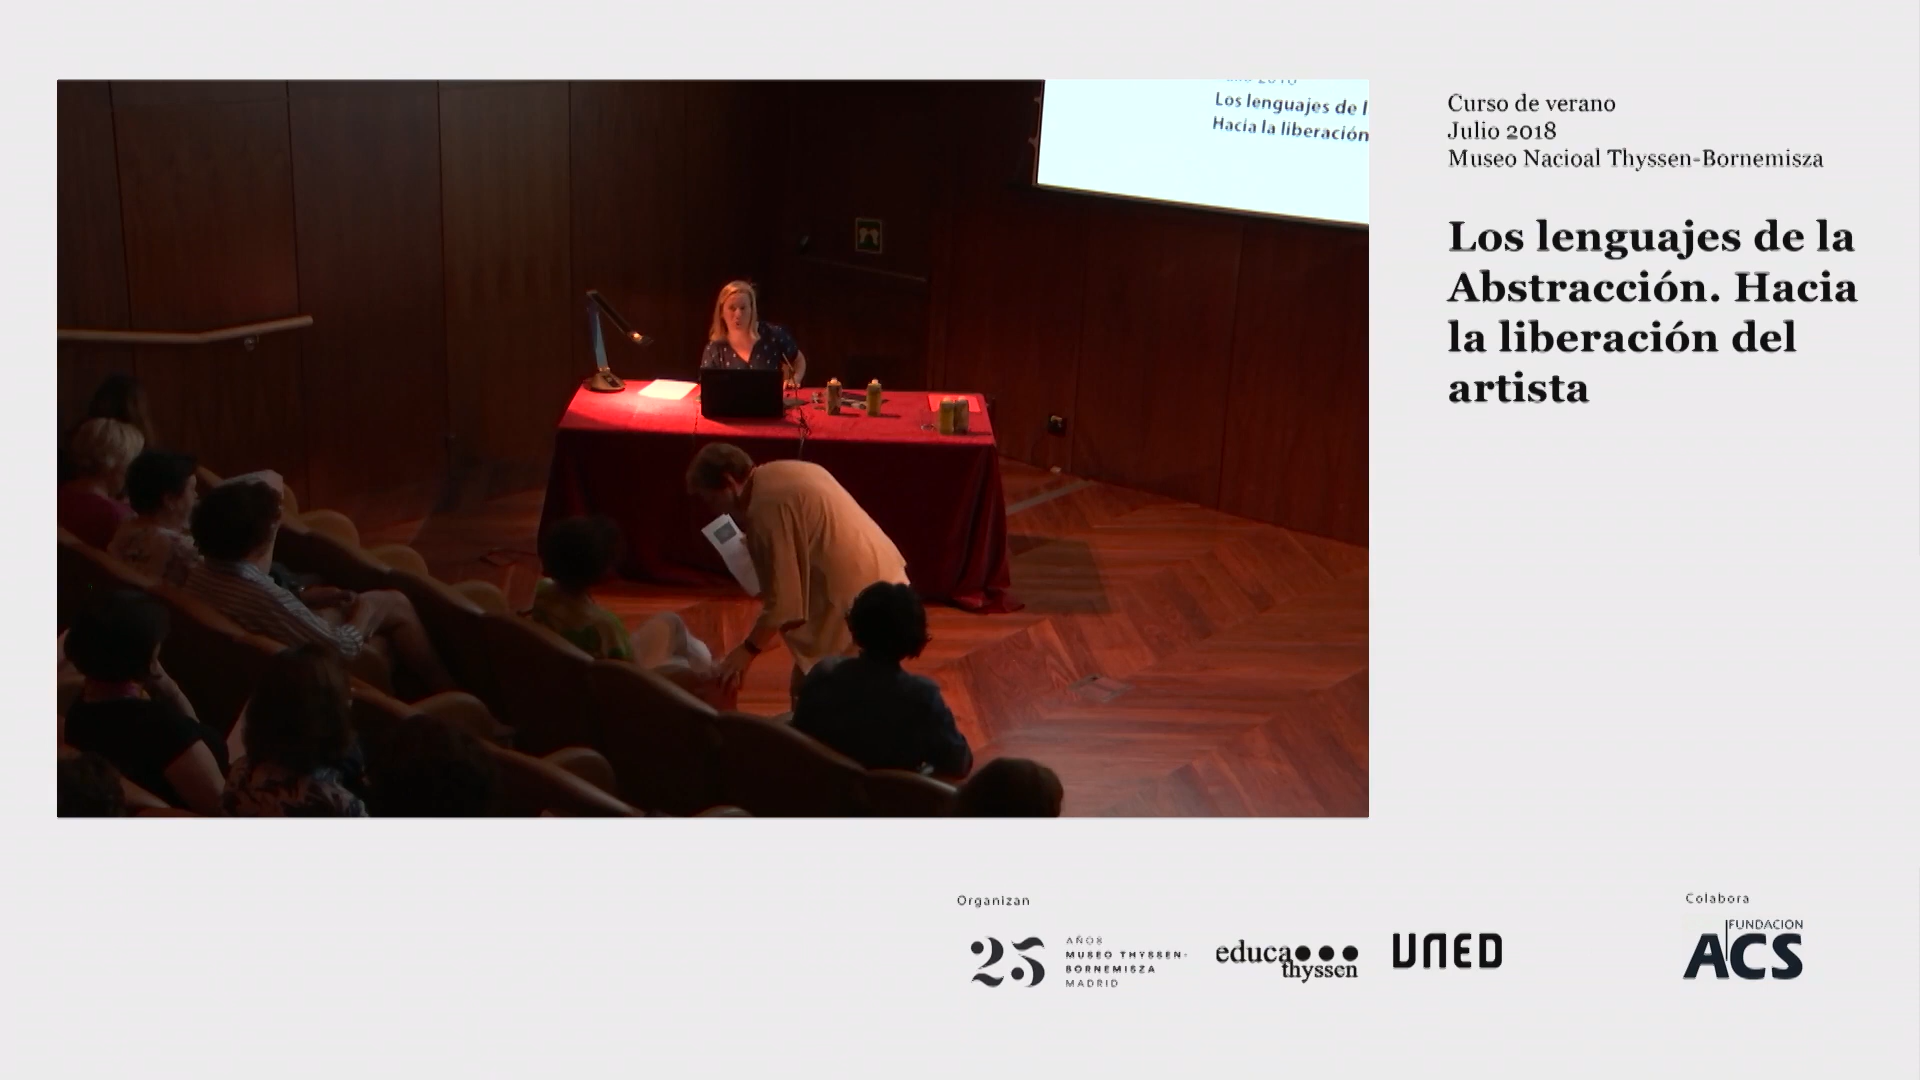 Los lenguajes de l
Hacia la liberación
Curso de verano
Julio 2018
Museo Nacioal Thyssen-Bornemisza
Los lenguajes de la
Abstracción. Hacia
la liberación del
artista
Organizan
25
AÑOS
MUSEO THYSSEN-
BORNEMISZA
MADRID
educa
thyssen
UNED
Colabora
FUNDACION
ACS